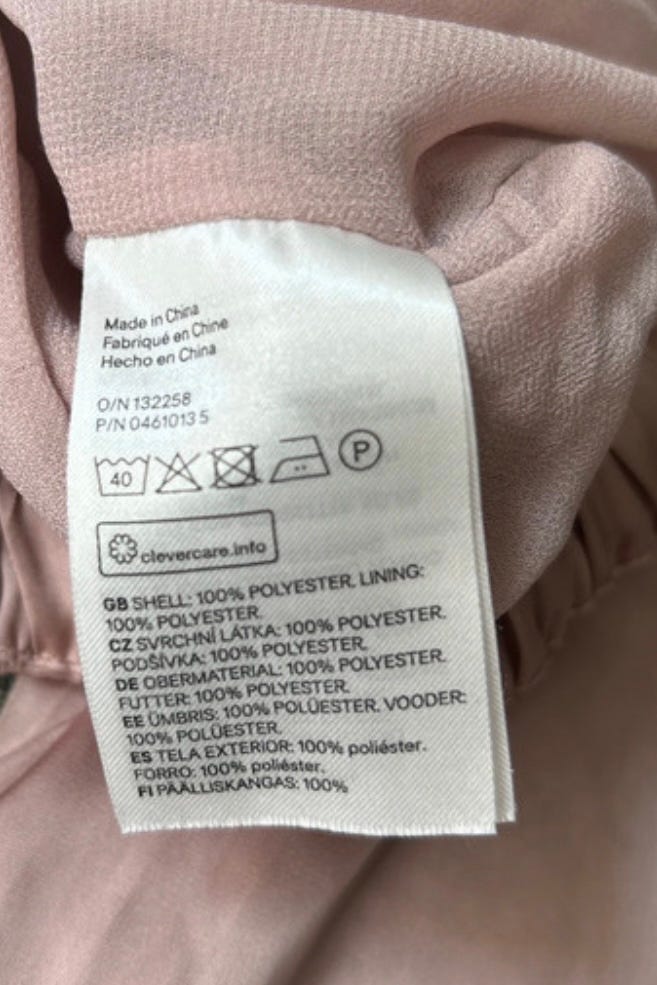 Made in China
Fabriqué en Chine
Hecho en China
O/N 132258
P/N 0461013 5
40
P
clevercare.info
GB SHELL: 100% POLYESTER. LINING:
100% POLYESTER.
CZ SVRCHNÍ LÁTKA: 100% POLYESTER.
PODŠÍVKA: 100% POLYESTER.
DE OBERMATERIAL: 100% POLYESTER.
FUTTER: 100% POLYESTER.
EE ÜMBRIS: 100% POLÜESTER. VOODER:
100% POLÜESTER.
ES TELA EXTERIOR: 100% poliéster.
FORRO: 100% poliéster.
FI PÄÄLLISKANGAS: 100%